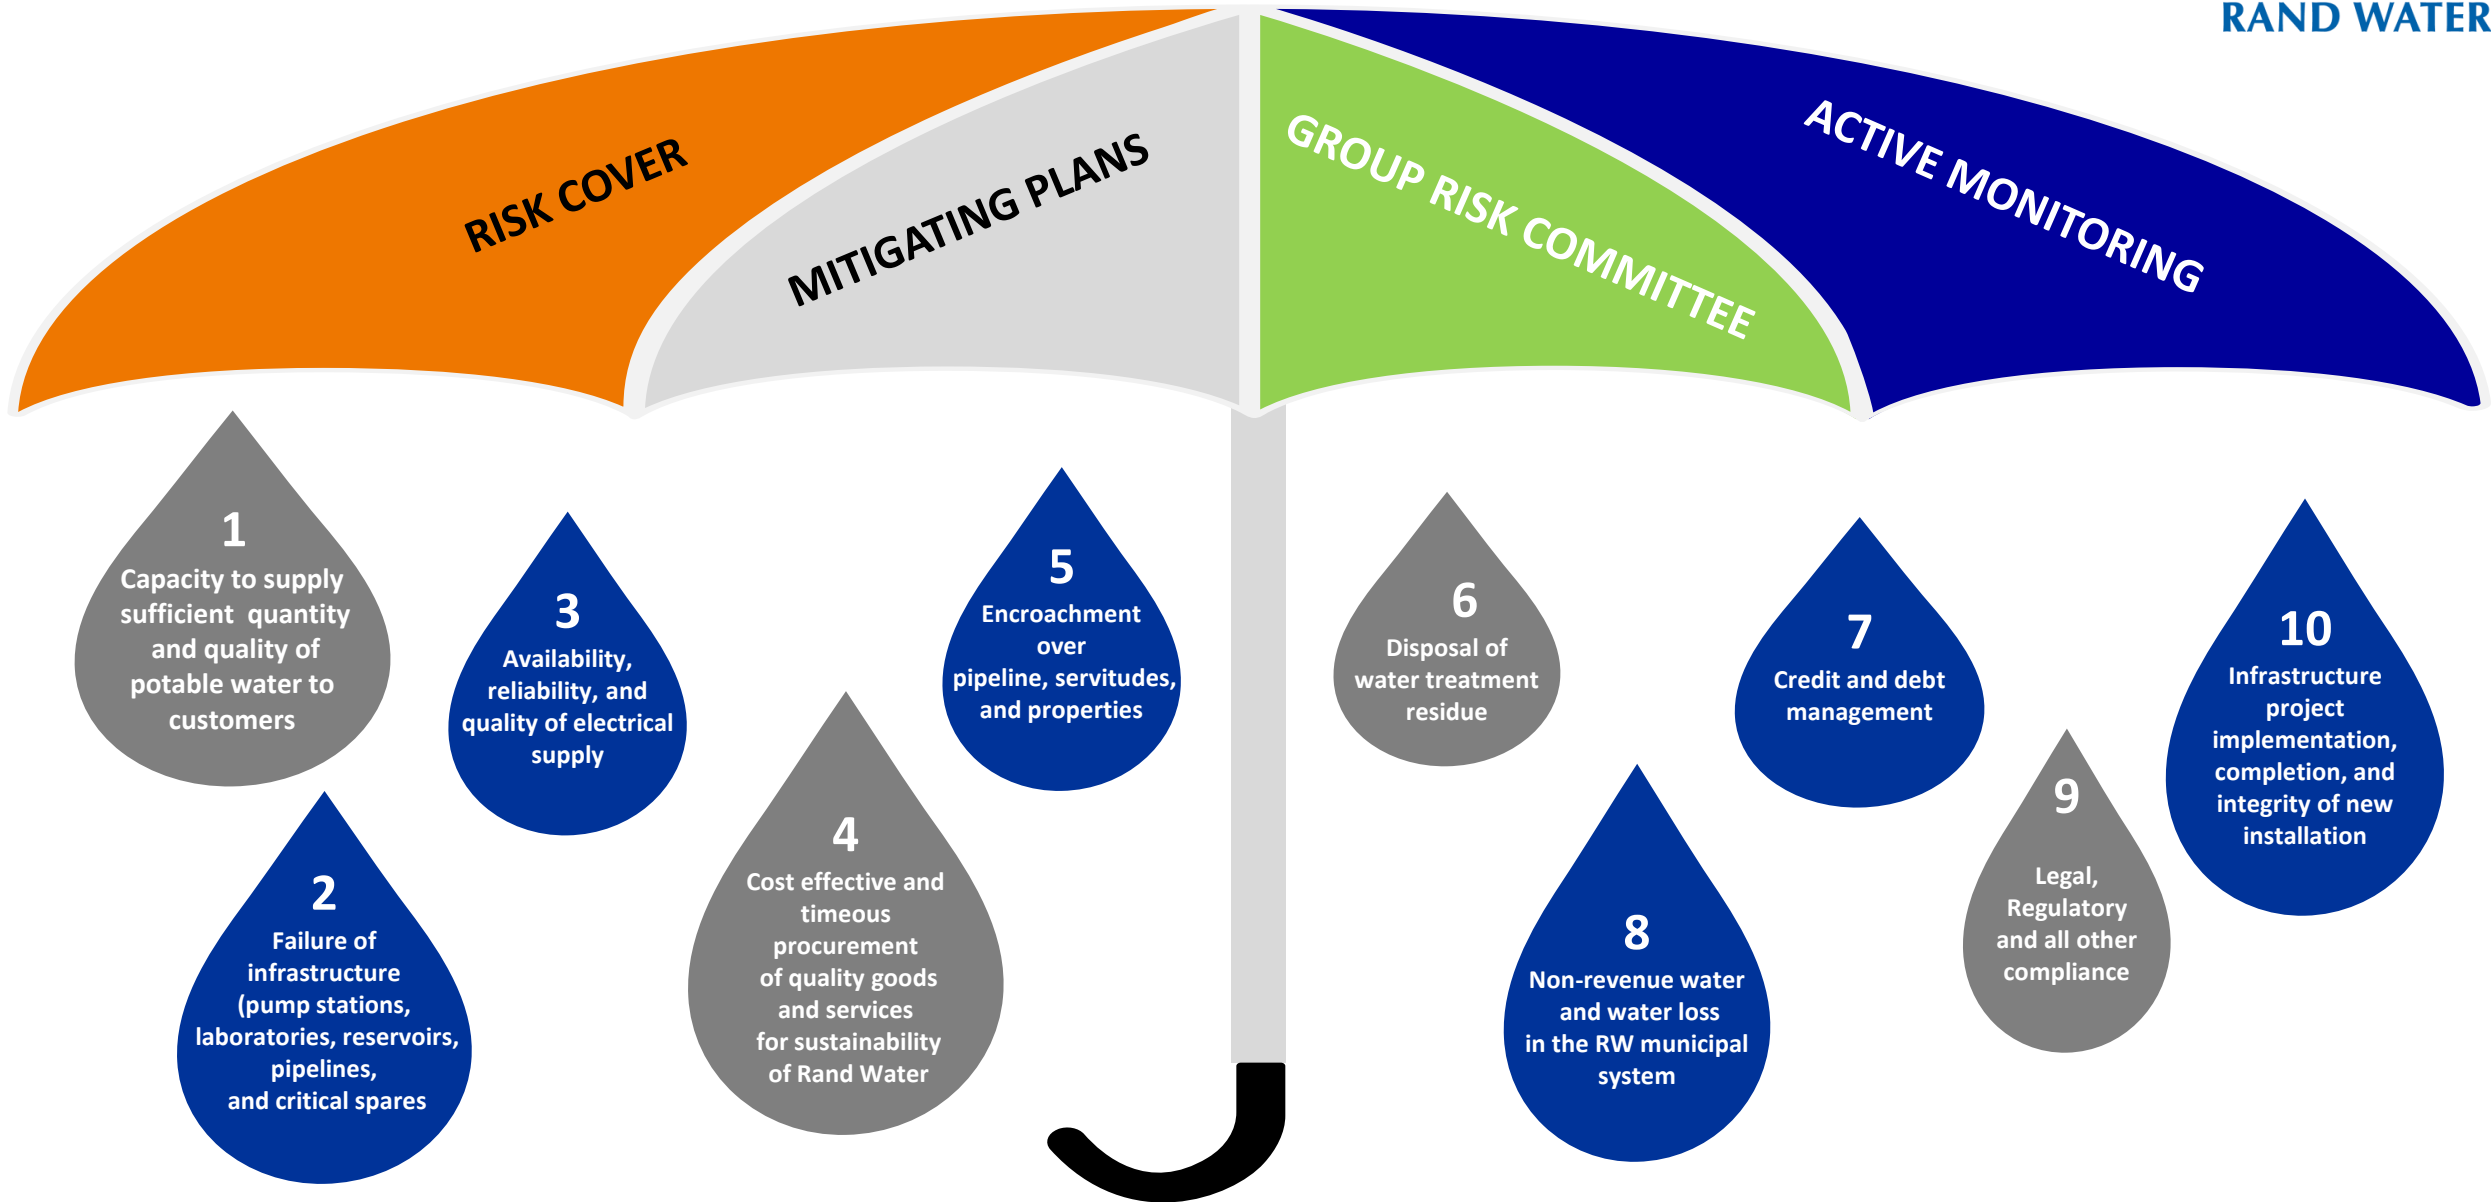 RAND WATER
RISK COVER
MITIGATING PLANS
GROUP RISK COMMITTEE
ACTIVE MONITORING
1
Capacity to supply
sufficient quantity
and quality of
potable water to
customers
2
Failure of
infrastructure
(pump stations,
laboratories, reservoirs,
pipelines,
and critical spares
3
Availability,
reliability, and
quality of electrical
supply
4
Cost effective and
timeous
procurement
of quality goods
and services
for sustainability
of Rand Water
5
Encroachment
over
pipeline, servitudes,
and properties
6
Disposal of
water treatment
residue
7
Credit and debt
management
8
Non-revenue water
and water loss
in the RW municipal
system
9
Legal,
Regulatory
and all other
compliance
10
Infrastructure
project
implementation,
completion, and
integrity of new
installation